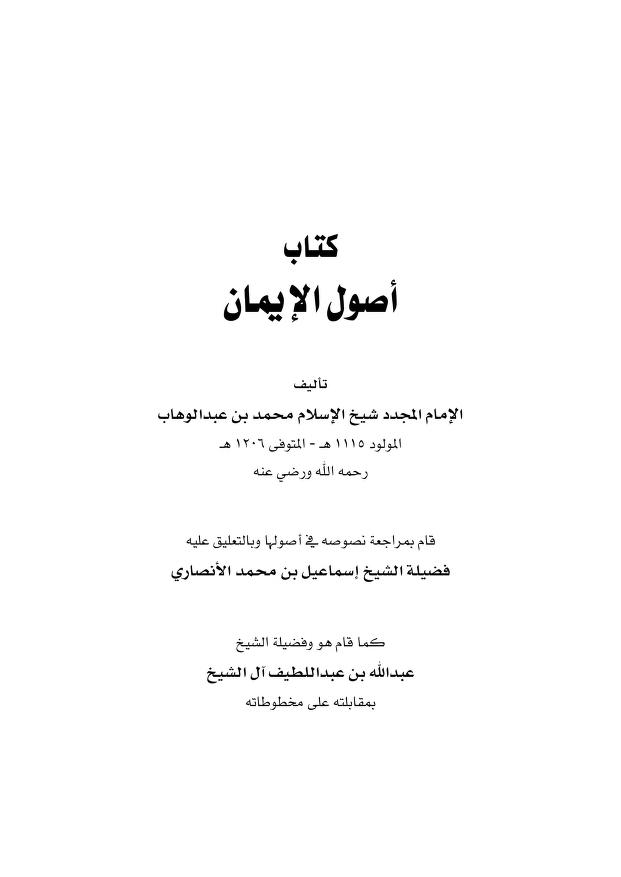 كتاب
أصول الإيمان
تأليف
الإمام المجدد شيخ الإسلام محمد بن عبدالوهاب
المولود ١١١٥ هـ - المتوفى ١٢٠٦ هـ
رحمه الله ورضي عنه
قام بمراجعة نصوصه في أصولها وبالتعليق عليه
فضيلة الشيخ إسماعيل بن محمد الأنصاري
كما قام هو وفضيلة الشيخ
عبدالله بن عبداللطيف آل الشيخ
بمقابلته على مخطوطاته